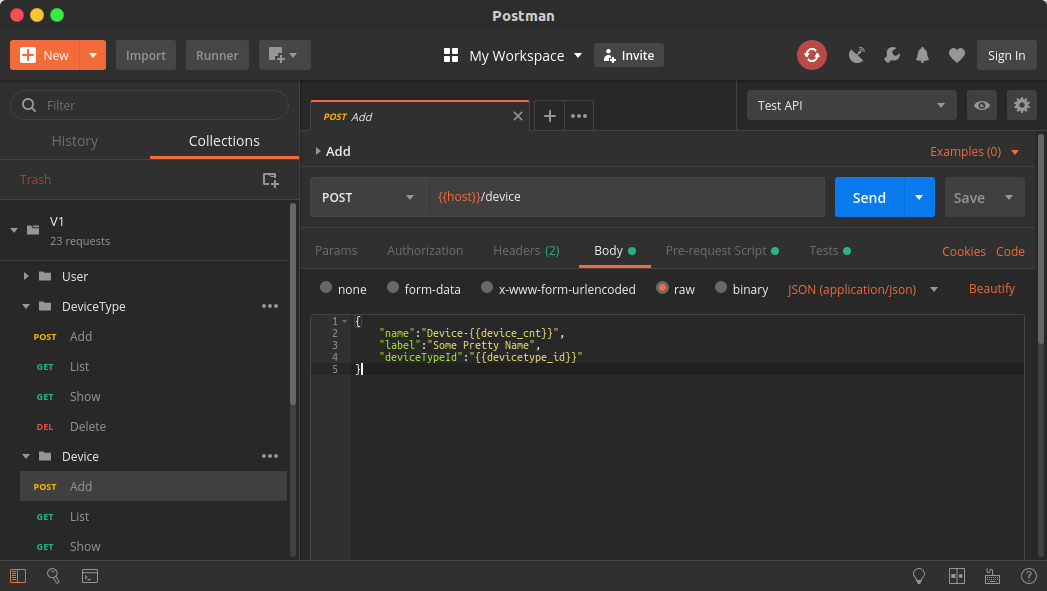 Postman
New
Import
Runner
My Workspace
Invite
Sign In
Filter
History
Collections
Trash
V1
23 requests
User
DeviceType
POST Add
GET List
GET Show
DEL Delete
Device
POST Add
GET List
GET Show
POST Add
Test API
Add
Examples (0)
POST
{{host}}/device
Send
Save
Params
Authorization
Headers (2)
Body
Pre-request Script
Tests
Cookies
Code
none
form-data
x-www-form-urlencoded
raw
binary
JSON (application/json)
Beautify
1 {
2 "name":"Device-{{device_cnt}}",
3 "label":"Some Pretty Name",
4 "deviceTypeId":"{{devicetype_id}}"
5 }